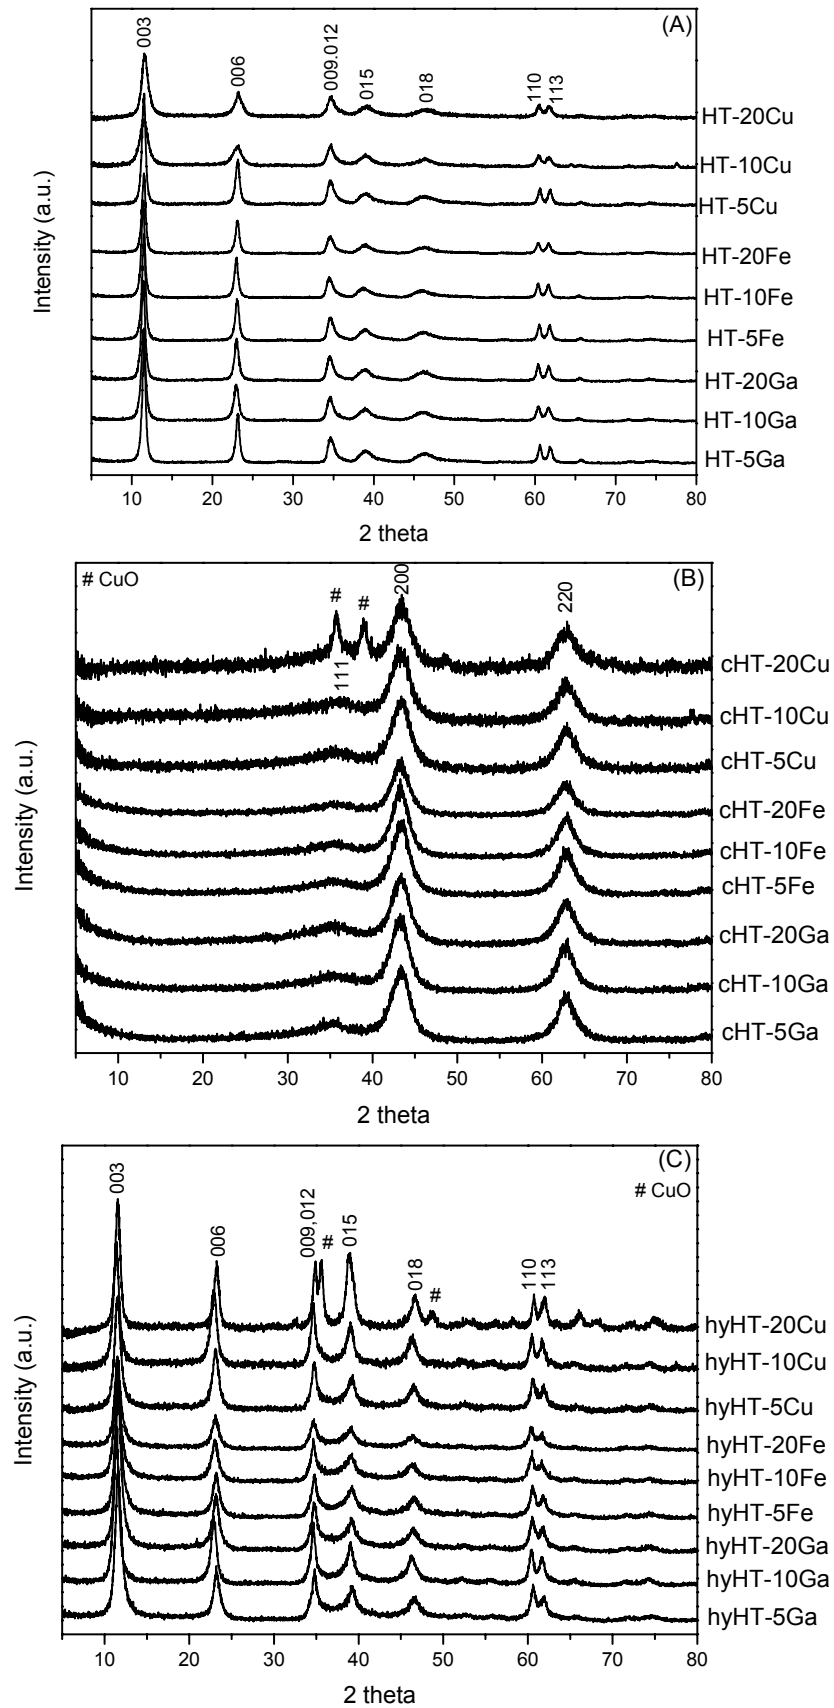 (A)
003
006
009.012
015
018
110
113
HT-20Cu
HT-10Cu
HT-5Cu
HT-20Fe
HT-10Fe
HT-5Fe
HT-20Ga
HT-10Ga
HT-5Ga
Intensity (a.u.)
10 20 30 40 50 60 70 80
2 theta
# CuO
(B)
# #
200
220
111
cHT-20Cu
cHT-10Cu
cHT-5Cu
cHT-20Fe
cHT-10Fe
cHT-5Fe
cHT-20Ga
cHT-10Ga
cHT-5Ga
Intensity (a.u.)
10 20 30 40 50 60 70 80
2 theta
(C)
# CuO
003
006
009,012
#
015
018
#
110
113
hyHT-20Cu
hyHT-10Cu
hyHT-5Cu
hyHT-20Fe
hyHT-10Fe
hyHT-5Fe
hyHT-20Ga
hyHT-10Ga
hyHT-5Ga
Intensity (a.u.)
10 20 30 40 50 60 70 80
2 theta